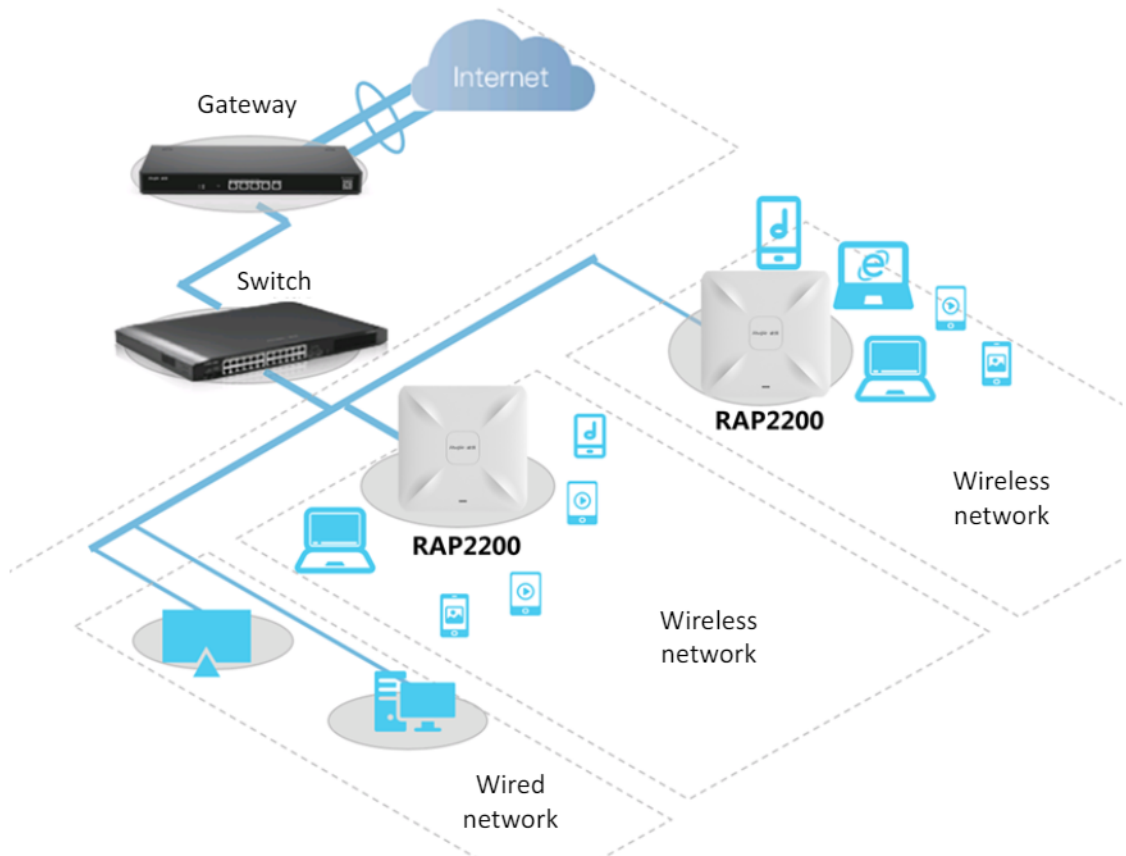 Internet
Gateway
Switch
RAP2200
Wireless
network
RAP2200
Wireless
network
Wired
network